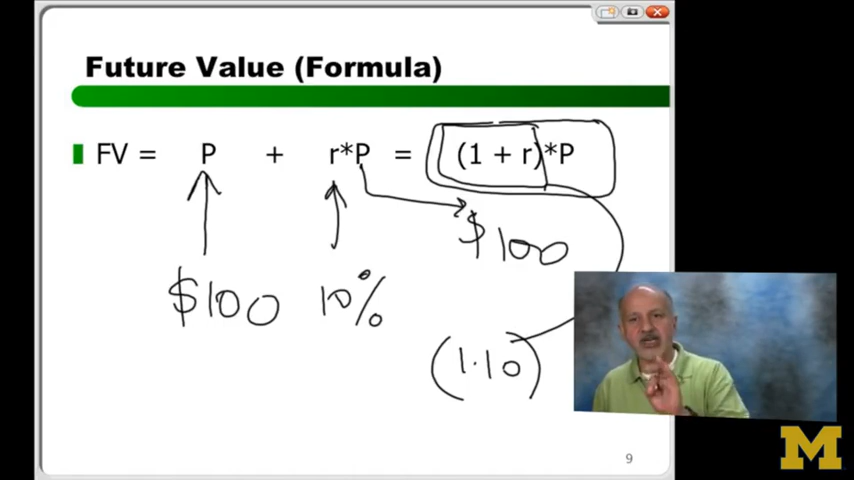 Future Value (Formula)
FV = P + r*P = (1 + r)*P
$100
$100 10%
(1.10)
9
M